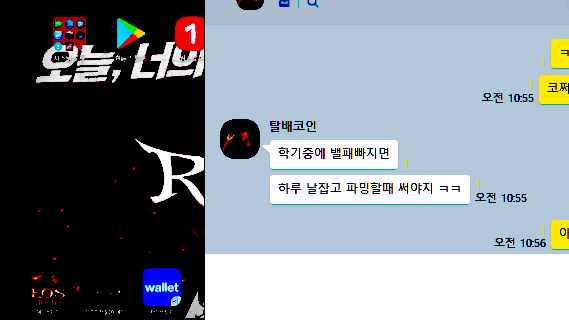 오늘, 너의
R
1
EOS
wallet
ㅋ
1
코쩌
1
오전 10:55
탈배코인
학기중에 밸패빠지면
1
하루 날잡고 파밍할때 써야지 ㅋㅋ
1
오전 10:55
이
1
오전 10:56